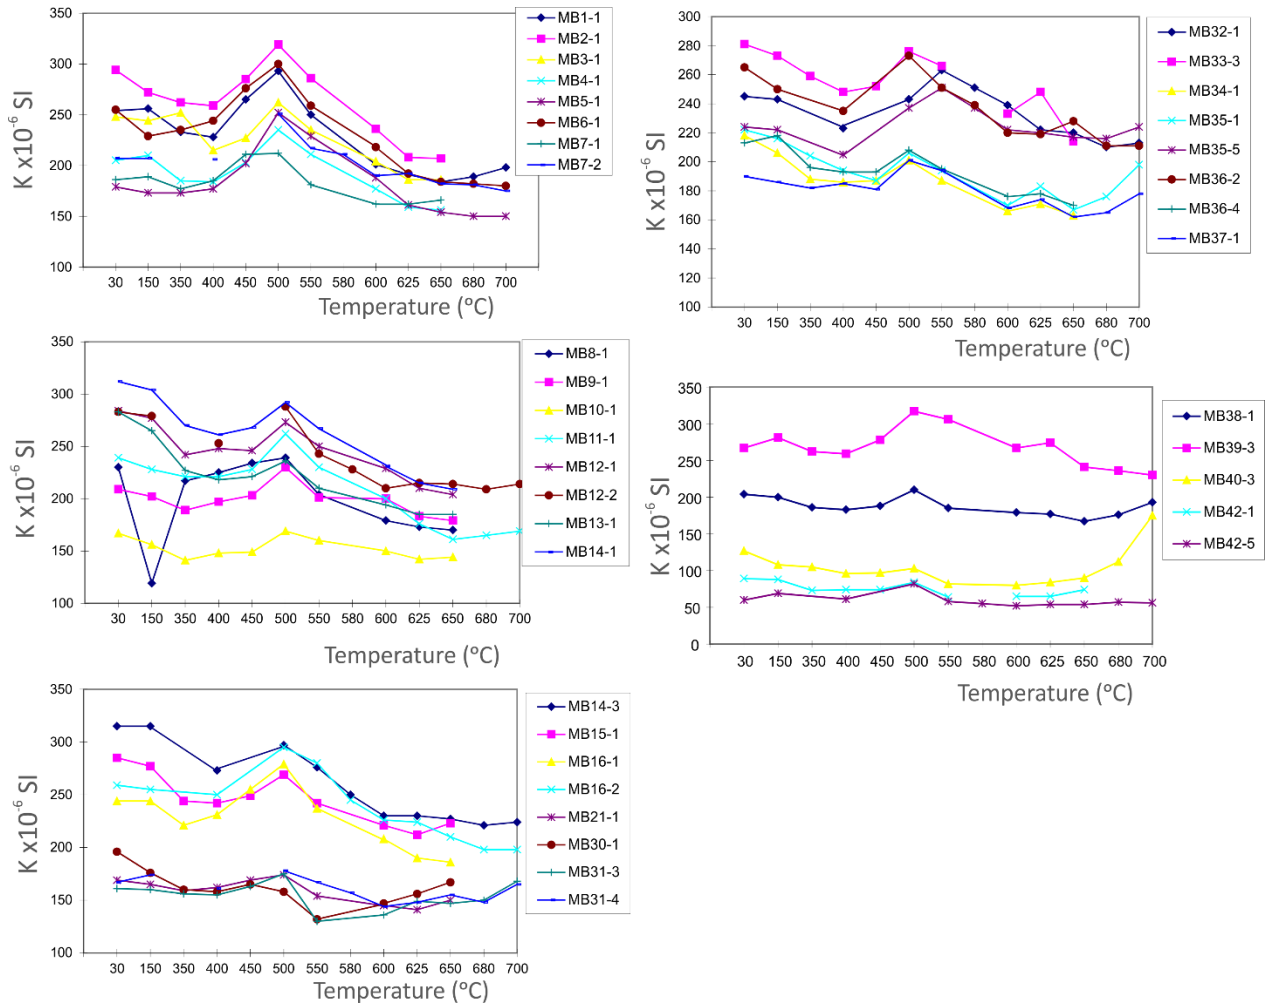 350
300
250
200
150
100
K x10⁻⁶ SI
30 150 350 400 450 500 550 580 600 625 650 680 700
Temperature (°C)
MB1-1
MB2-1
MB3-1
MB4-1
MB5-1
MB6-1
MB7-1
MB7-2
300
280
260
240
220
200
180
160
140
120
100
K x10⁻⁶ SI
30 150 350 400 450 500 550 580 600 625 650 680 700
Temperature (°C)
MB32-1
MB33-3
MB34-1
MB35-1
MB35-5
MB36-2
MB36-4
MB37-1
350
300
250
200
150
100
K x10⁻⁶ SI
30 150 350 400 450 500 550 580 600 625 650 680 700
Temperature (°C)
MB8-1
MB9-1
MB10-1
MB11-1
MB12-1
MB12-2
MB13-1
MB14-1
350
300
250
200
150
100
50
0
K x10⁻⁶ SI
30 150 350 400 450 500 550 580 600 625 650 680 700
Temperature (°C)
MB38-1
MB39-3
MB40-3
MB42-1
MB42-5
350
300
250
200
150
100
K x10⁻⁶ SI
30 150 350 400 450 500 550 580 600 625 650 680 700
Temperature (°C)
MB14-3
MB15-1
MB16-1
MB16-2
MB21-1
MB30-1
MB31-3
MB31-4